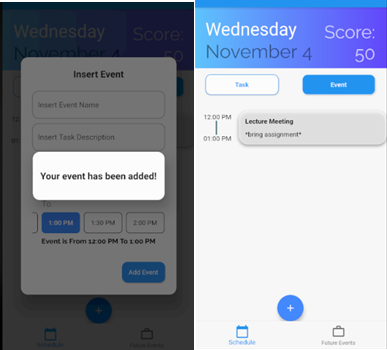 Wednesday
November 4
Score:
50
Insert Event
Insert Event Name
Insert Task Description
Your event has been added!
To
1:00 PM
1:30 PM
2:00 PM
Event is From 12:00 PM To 1:00 PM
Add Event
Schedule
Future Events
Wednesday
November 4
Score:
50
Task
Event
12:00 PM
01:00 PM
Lecture Meeting
*bring assignment*
Schedule
Future Events